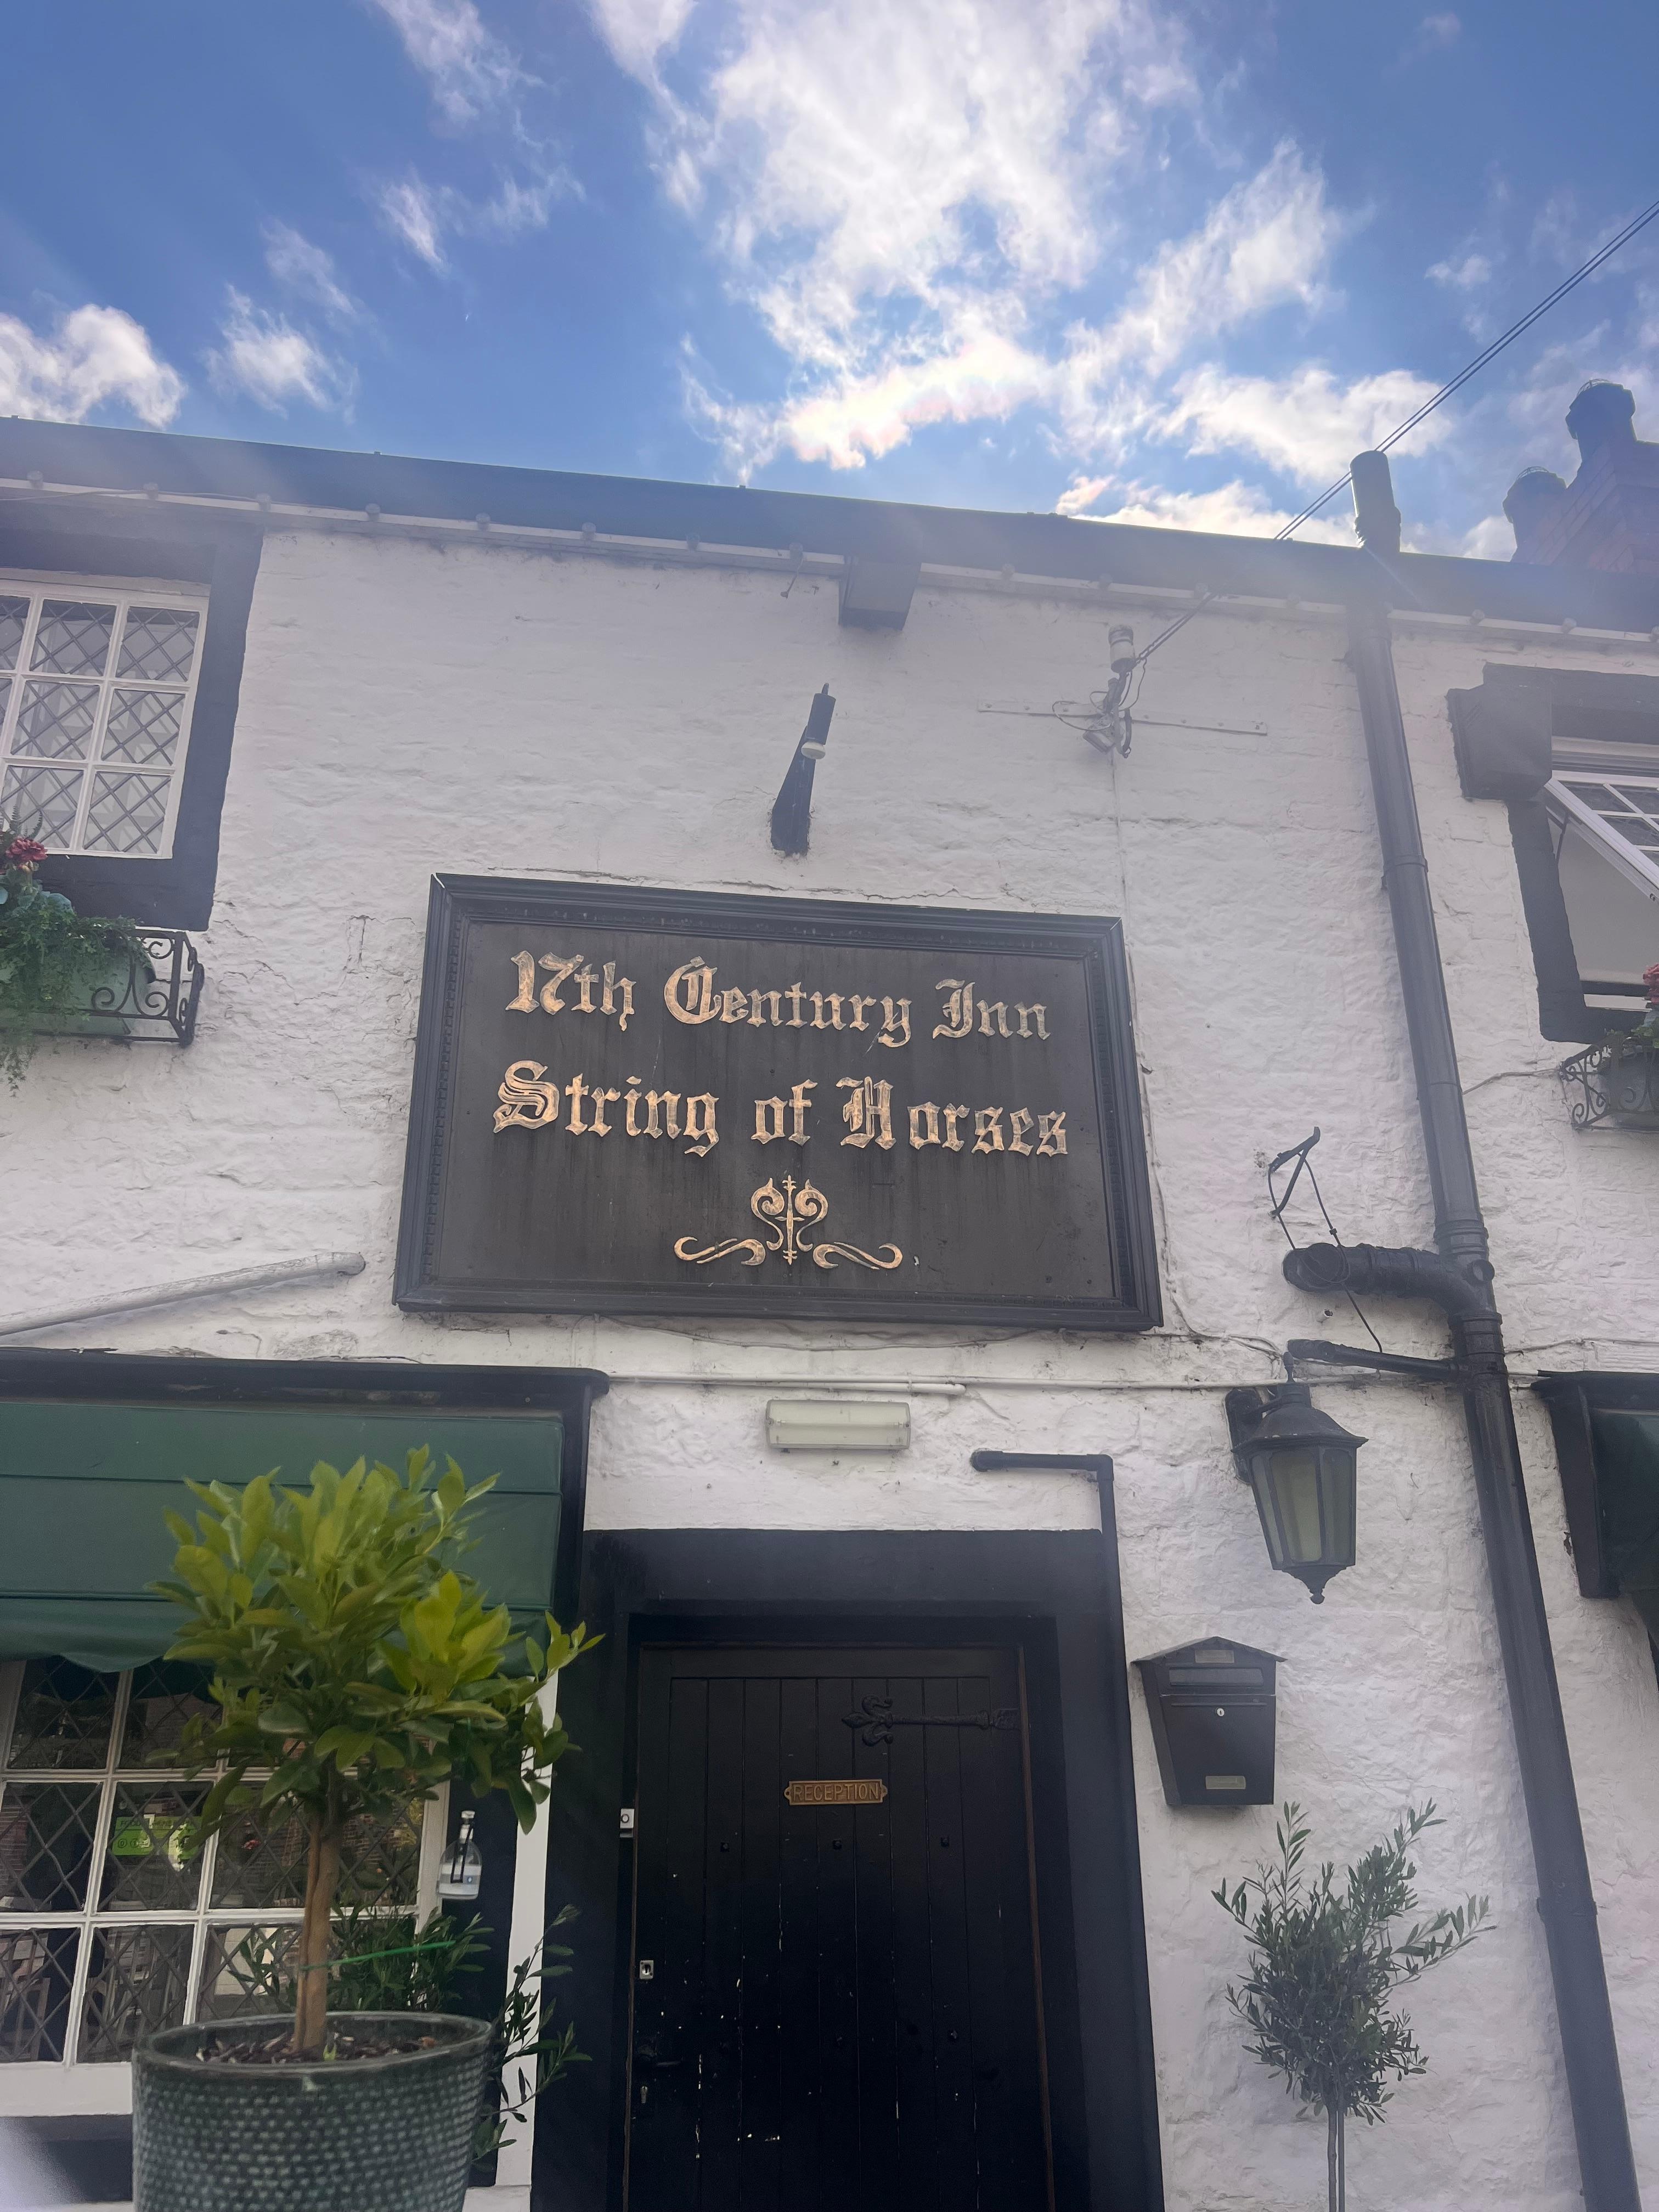 17th Century Inn
String of Horses
RECEPTION